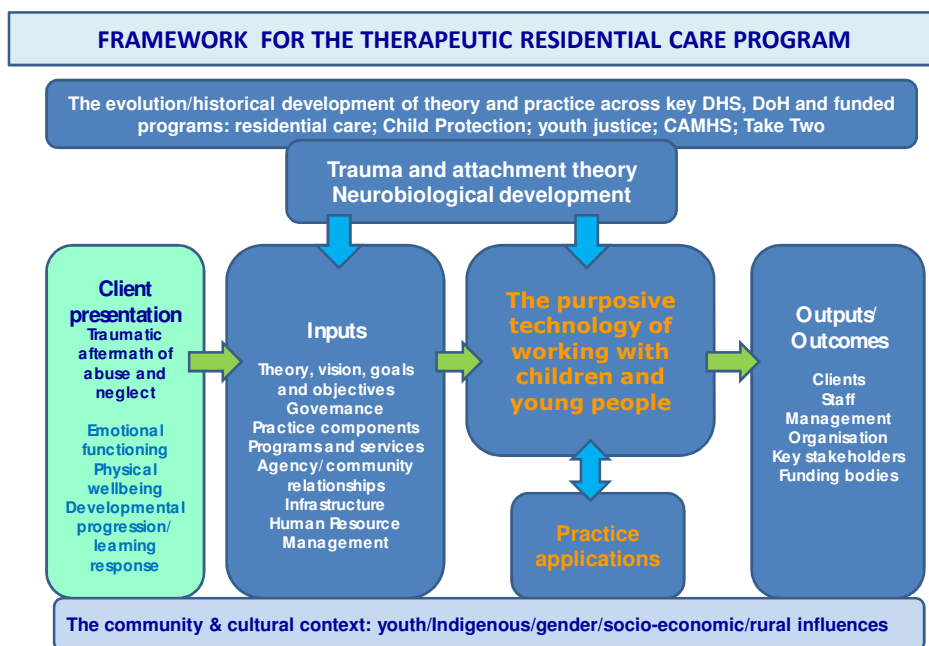 FRAMEWORK FOR THE THERAPEUTIC RESIDENTIAL CARE PROGRAM
The evolution/historical development of theory and practice across key DHS, DoH and funded
programs: residential care; Child Protection; youth justice; CAMHS; Take Two
Trauma and attachment theory
Neurobiological development
Client
presentation
Traumatic
aftermath of
abuse and
neglect
Emotional
functioning
Physical
wellbeing
Developmental
progression/
learning
response
Inputs
Theory, vision, goals
and objectives
Governance
Practice components
Programs and services
Agency/ community
relationships
Infrastructure
Human Resource
Management
The purposive
technology of
working with
children and
young people
Practice
applications
Outputs/
Outcomes
Clients
Staff
Management
Organisation
Key stakeholders
Funding bodies
The community & cultural context: youth/Indigenous/gender/socio-economic/rural influences